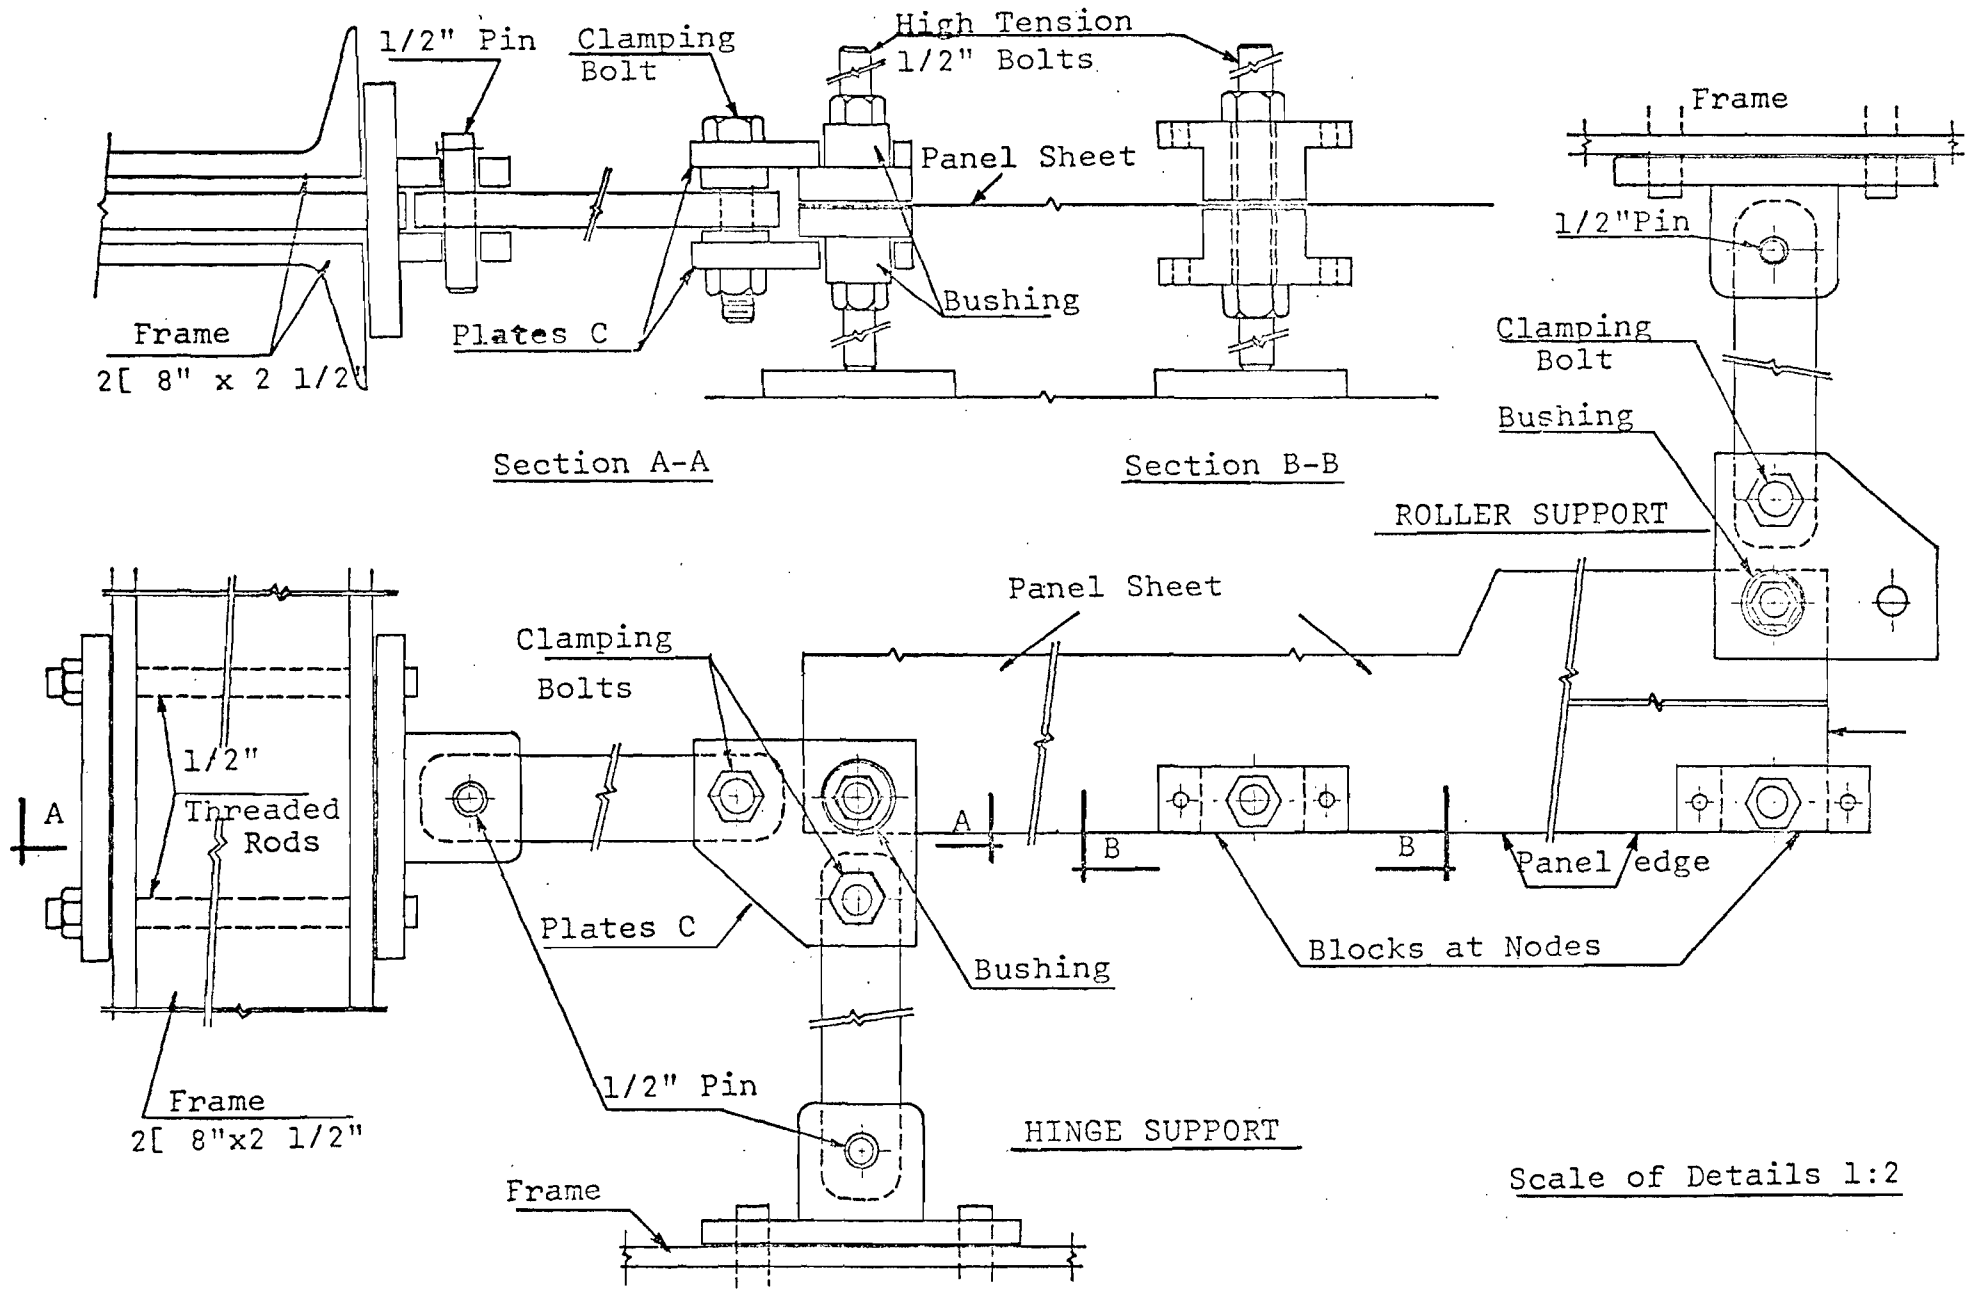 High Tension
1/2" Bolts
1/2" Pin
Clamping
Bolt
Frame
Panel Sheet
1/2"Pin
Bushing
Plates C
Frame
2[ 8" x 2 1/2"
Clamping
Bolt
Bushing
Section A-A
Section B-B
ROLLER SUPPORT
Panel Sheet
Clamping
Bolts
1/2"
Threaded
Rods
A
A
B
B
Panel edge
Plates C
Bushing
Blocks at Nodes
1/2" Pin
Frame
2[ 8"x2 1/2"
HINGE SUPPORT
Frame
Scale of Details 1:2